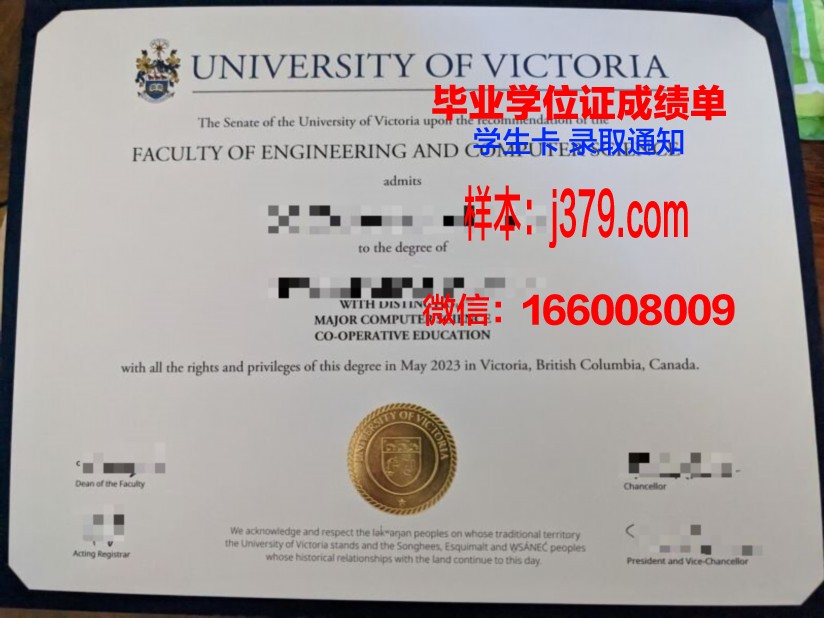 UNIVERSITY OF VICTORIA
毕业学位证成绩单
The Senate of the University of Victoria upon the recommendation of the
学生卡 录取通知
FACULTY OF ENGINEERING AND COMPUTER SCIENCE
admits
样本：j379.com
to the degree of
WITH DISTINC
微信：166008009
MAJOR COMPUTER SCIENCE
CO-OPERATIVE EDUCATION
with all the rights and privileges of this degree in May 2023 in Victoria, British Columbia, Canada.
UNIVERSITY OF VICTORIA
Dean of the Faculty
Chancellor
Acting Registrar
We acknowledge and respect the lək̓ʷəŋən peoples on whose traditional territory
the University of Victoria stands and the Songhees, Esquimalt and W̱SÁNEĆ peoples
whose historical relationships with the land continue to this day.
President and Vice-Chancellor